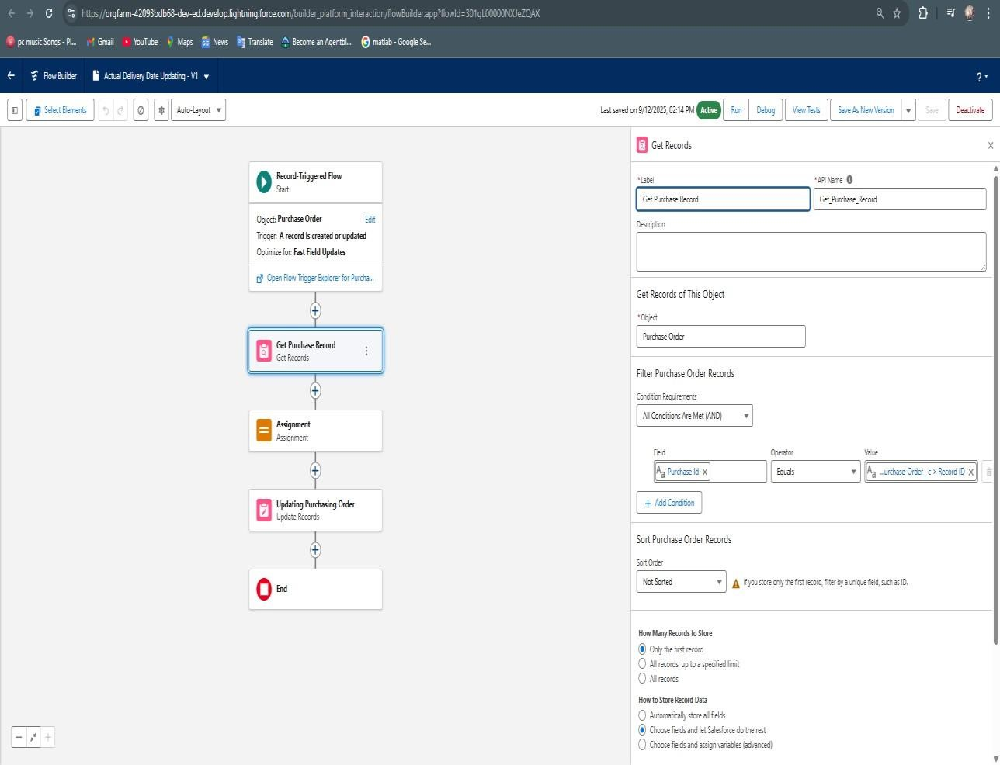 https://orgfarm-42093bdb68-dev-ed.develop.lightning.force.com/builder_platform_interaction/flowBuilder.app?flowId=301gL00000NXJeZQAX
pc music Songs - Pl... Gmail YouTube Maps News Translate Become an Agentbl... matlab - Google Se...
Flow Builder Actual Delivery Date Updating - V1 ?
Select Elements Auto-Layout Last saved on 9/12/2025, 02:14 PM Active Run Debug View Tests Save As New Version Save Deactivate
Record-Triggered Flow
Start
Object: Purchase Order Edit
Trigger: A record is created or updated
Optimize for: Fast Field Updates
Open Flow Trigger Explorer for Purcha...
Get Purchase Record
Get Records
Assignment
Assignment
Updating Purchasing Order
Update Records
End
Get Records X
*Label *API Name
Get Purchase Record Get_Purchase_Record
Description
Get Records of This Object
*Object
Purchase Order
Filter Purchase Order Records
Condition Requirements
All Conditions Are Met (AND)
Field Operator Value
Aa Purchase Id X Equals Aa ...urchase_Order__c > Record ID X
+ Add Condition
Sort Purchase Order Records
Sort Order
Not Sorted If you store only the first record, filter by a unique field, such as ID.
How Many Records to Store
Only the first record
All records, up to a specified limit
All records
How to Store Record Data
Automatically store all fields
Choose fields and let Salesforce do the rest
Choose fields and assign variables (advanced)